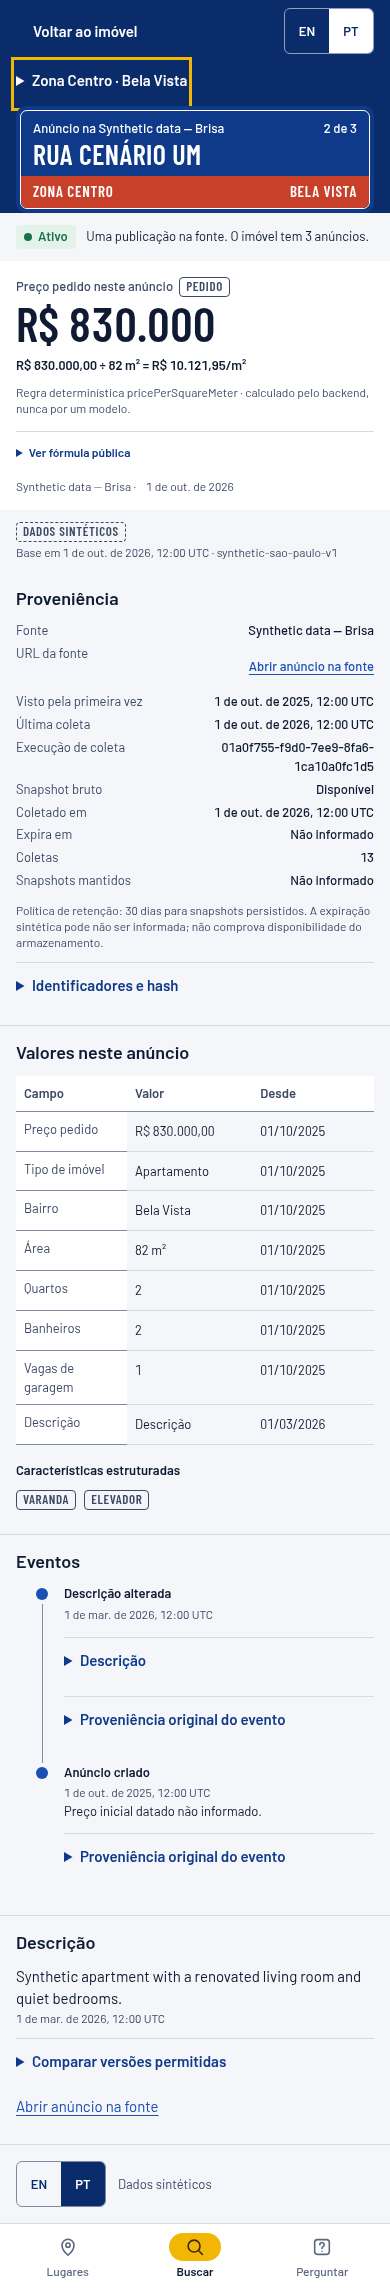 Voltar ao imóvel
EN PT
Zona Centro · Bela Vista
Anúncio na Synthetic data — Brisa 2 de 3
RUA CENÁRIO UM
ZONA CENTRO BELA VISTA
Ativo Uma publicação na fonte. O imóvel tem 3 anúncios.
Preço pedido neste anúncio PEDIDO
R$ 830.000
R$ 830.000,00 ÷ 82 m² = R$ 10.121,95/m²
Regra determinística pricePerSquareMeter · calculado pelo backend,
nunca por um modelo.
Ver fórmula pública
Synthetic data — Brisa · 1 de out. de 2026
DADOS SINTÉTICOS
Base em 1 de out. de 2026, 12:00 UTC · synthetic-sao-paulo-v1
Proveniência
Fonte Synthetic data — Brisa
URL da fonte
Abrir anúncio na fonte
Visto pela primeira vez 1 de out. de 2025, 12:00 UTC
Última coleta 1 de out. de 2026, 12:00 UTC
Execução de coleta 01a0f755-f9d0-7ee9-8fa6-
1ca10a0fc1d5
Snapshot bruto Disponível
Coletado em 1 de out. de 2026, 12:00 UTC
Expira em Não informado
Coletas 13
Snapshots mantidos Não informado
Política de retenção: 30 dias para snapshots persistidos. A expiração
sintética pode não ser informada; não comprova disponibilidade do
armazenamento.
Identificadores e hash
Valores neste anúncio
Campo Valor Desde
Preço pedido R$ 830.000,00 01/10/2025
Tipo de imóvel Apartamento 01/10/2025
Bairro Bela Vista 01/10/2025
Área 82 m² 01/10/2025
Quartos 2 01/10/2025
Banheiros 2 01/10/2025
Vagas de
garagem 1 01/10/2025
Descrição Descrição 01/03/2026
Características estruturadas
VARANDA ELEVADOR
Eventos
Descrição alterada
1 de mar. de 2026, 12:00 UTC
Descrição
Proveniência original do evento
Anúncio criado
1 de out. de 2025, 12:00 UTC
Preço inicial datado não informado.
Proveniência original do evento
Descrição
Synthetic apartment with a renovated living room and
quiet bedrooms.
1 de mar. de 2026, 12:00 UTC
Comparar versões permitidas
Abrir anúncio na fonte
EN PT Dados sintéticos
Lugares Buscar Perguntar